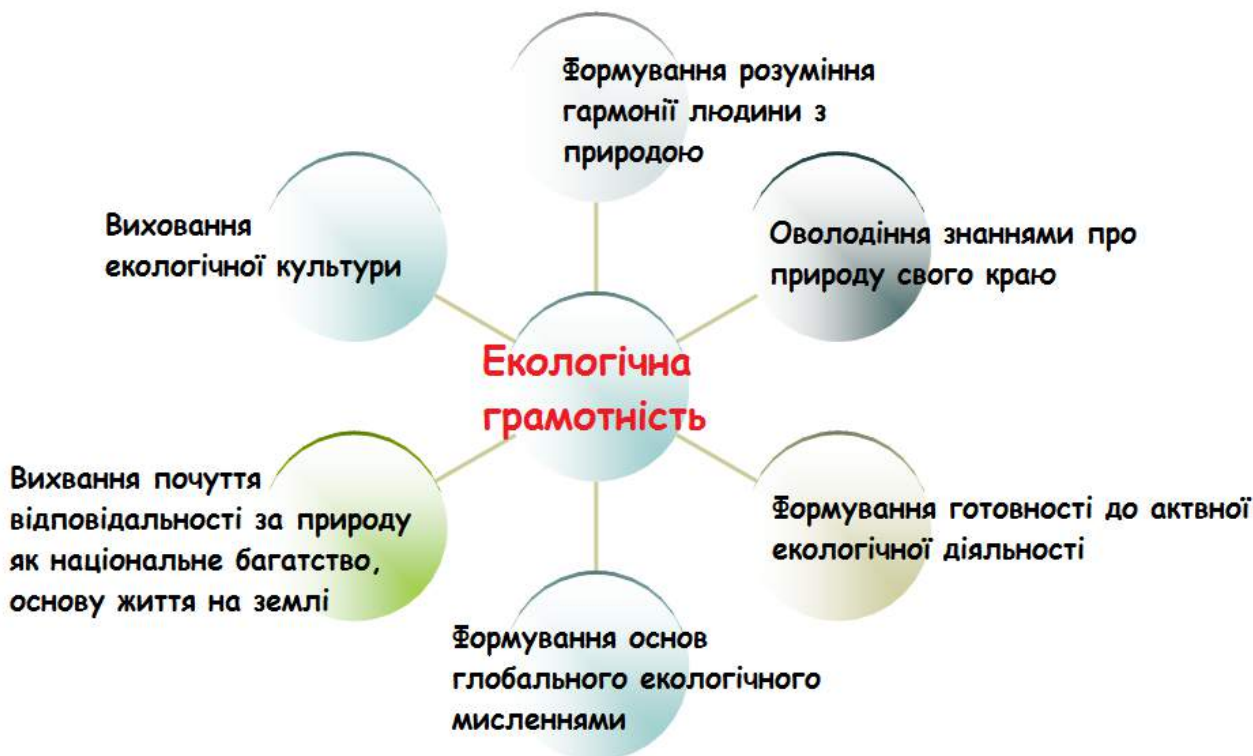 Формування розуміння
гармонії людини з
природою
Виховання
екологічної культури
Оволодіння знаннями про
природу свого краю
Екологічна
грамотність
Вихвання почуття
відповідальності за природу
як національне багатство,
основу життя на землі
Формування готовності до актвної
екологічної діяльності
Формування основ
глобального екологічного
мисленнями